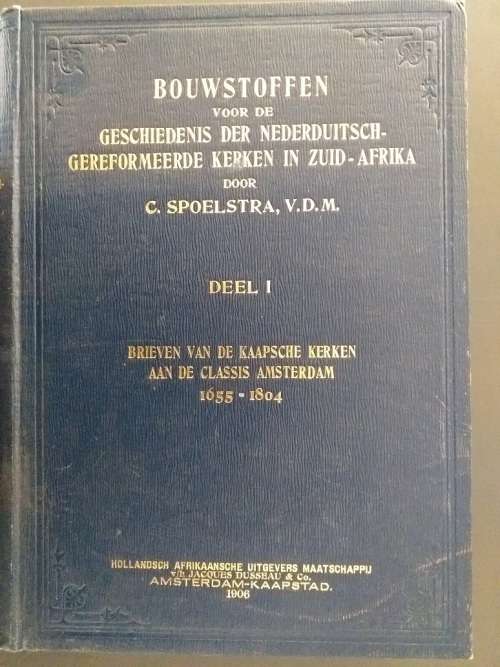 BOUWSTOFFEN
VOOR DE
GESCHIEDENIS DER NEDERDUITSCH-
GEREFORMEERDE KERKEN IN ZUID-AFRIKA
DOOR
C. SPOELSTRA, V.D.M.
DEEL I
BRIEVEN VAN DE KAAPSCHE KERKEN
AAN DE CLASSIS AMSTERDAM
1655-1804
HOLLANDSCH AFRIKAANSCHE UITGEVERS MAATSCHAPPIJ
v/h JACQUES DUSSEAU & Co.
AMSTERDAM-KAAPSTAD.
1906